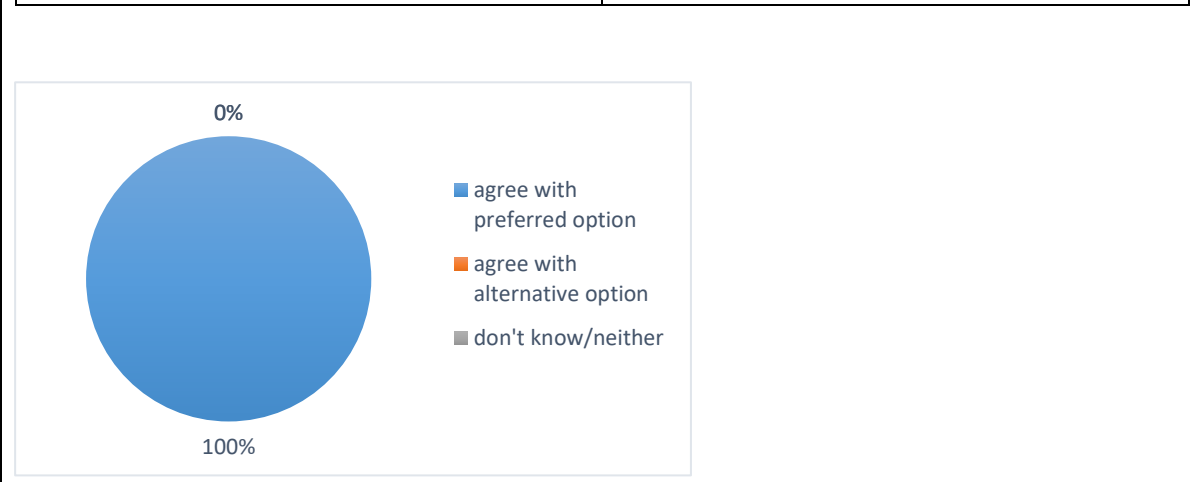 0%
agree with
preferred option
agree with
alternative option
don't know/neither
100%